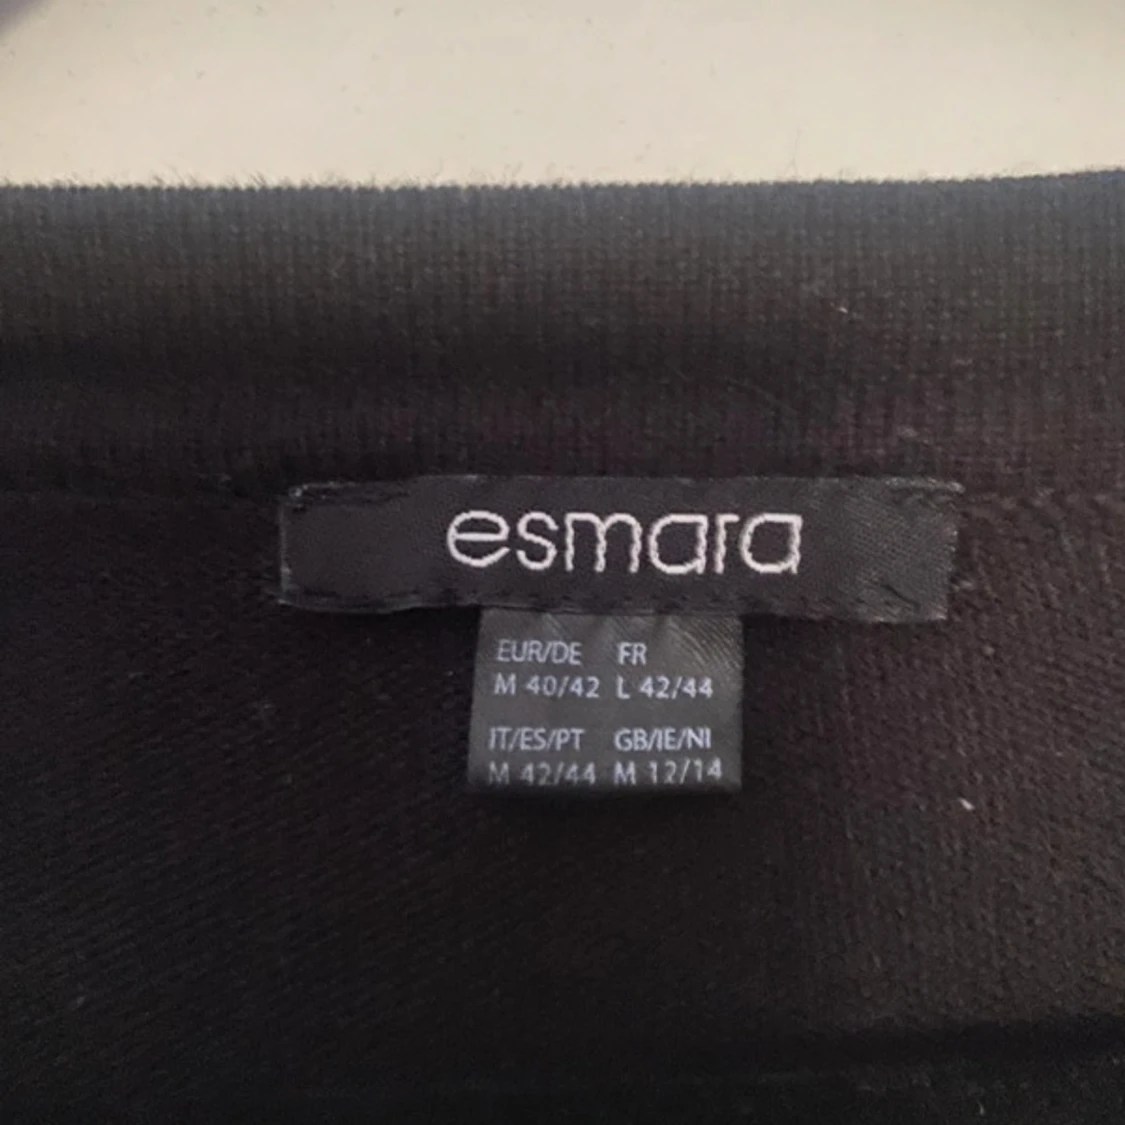 esmara
EUR/DE FR
M 40/42 L 42/44
IT/ES/PT GB/IE/NI
M 42/44 M 12/14